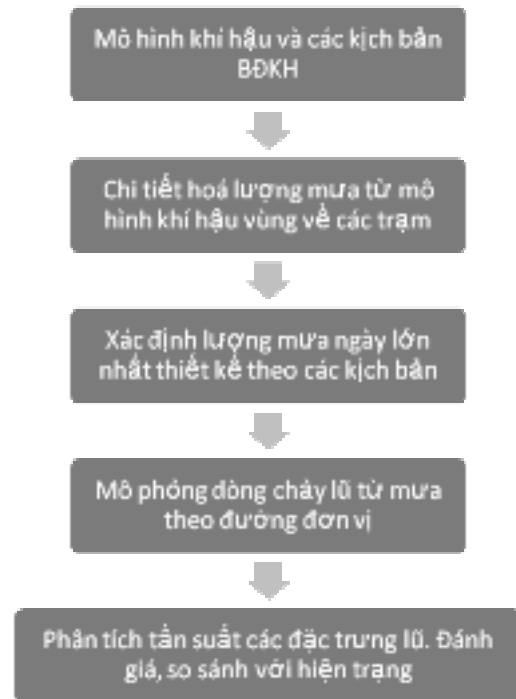 Mô hình khí hậu và các kịch bản
BĐKH
Chi tiết hoá lượng mưa từ mô
hình khí hậu vùng về các trạm
Xác định lượng mưa ngày lớn
nhất thiết kế theo các kịch bản
Mô phỏng dòng chảy lũ từ mưa
theo đường đơn vị
Phân tích tần suất các đặc trưng lũ. Đánh
giá, so sánh với hiện trạng